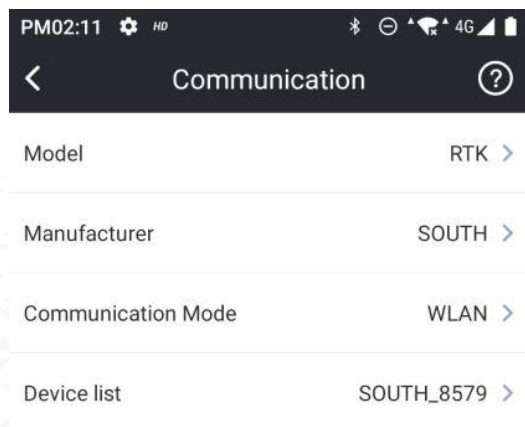 PM02:11 HD 4G
Communication ?
Model RTK >
Manufacturer SOUTH >
Communication Mode WLAN >
Device list SOUTH_8579 >